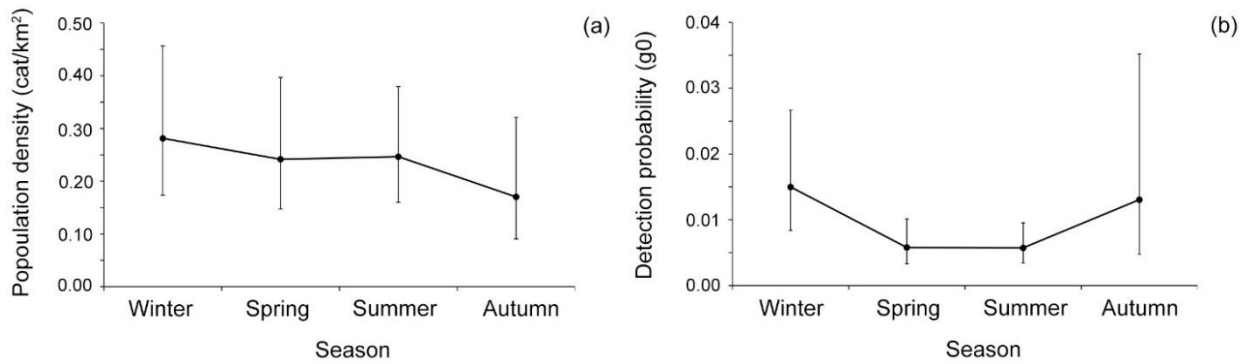 (a)
Popoulation density (cat/km²)
0.50
0.40
0.30
0.20
0.10
0.00
Winter Spring Summer Autumn
Season
(b)
Detection probability (g0)
0.04
0.03
0.02
0.01
0.00
Winter Spring Summer Autumn
Season